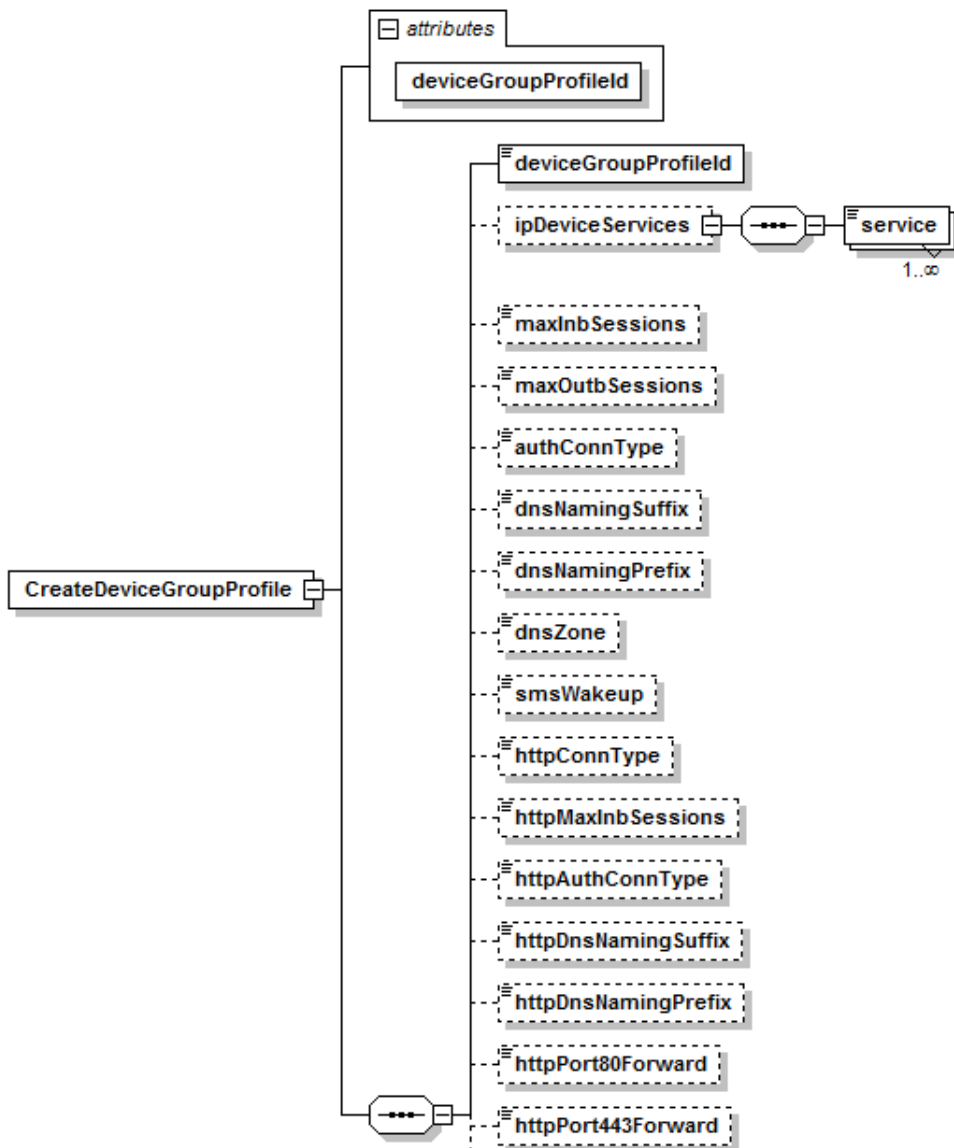 attributes
deviceGroupProfileId
deviceGroupProfileId
ipDeviceServices
service
1..∞
maxInbSessions
maxOutbSessions
authConnType
dnsNamingSuffix
dnsNamingPrefix
CreateDeviceGroupProfile
dnsZone
smsWakeup
httpConnType
httpMaxInbSessions
httpAuthConnType
httpDnsNamingSuffix
httpDnsNamingPrefix
httpPort80Forward
httpPort443Forward